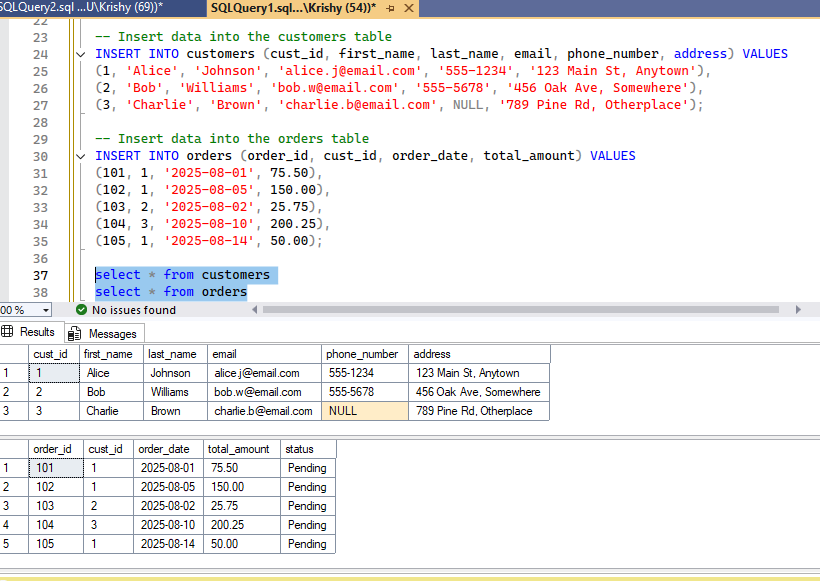 SQLQuery2.sql ...U\Krishy (69))* SQLQuery1.sql...\Krishy (54))*
22
23 -- Insert data into the customers table
24 INSERT INTO customers (cust_id, first_name, last_name, email, phone_number, address) VALUES
25 (1, 'Alice', 'Johnson', 'alice.j@email.com', '555-1234', '123 Main St, Anytown'),
26 (2, 'Bob', 'Williams', 'bob.w@email.com', '555-5678', '456 Oak Ave, Somewhere'),
27 (3, 'Charlie', 'Brown', 'charlie.b@email.com', NULL, '789 Pine Rd, Otherplace');
28
29 -- Insert data into the orders table
30 INSERT INTO orders (order_id, cust_id, order_date, total_amount) VALUES
31 (101, 1, '2025-08-01', 75.50),
32 (102, 1, '2025-08-05', 150.00),
33 (103, 2, '2025-08-02', 25.75),
34 (104, 3, '2025-08-10', 200.25),
35 (105, 1, '2025-08-14', 50.00);
36
37 select * from customers
38 select * from orders
00 % No issues found
Results Messages
cust_id first_name last_name email phone_number address
1 1 Alice Johnson alice.j@email.com 555-1234 123 Main St, Anytown
2 2 Bob Williams bob.w@email.com 555-5678 456 Oak Ave, Somewhere
3 3 Charlie Brown charlie.b@email.com NULL 789 Pine Rd, Otherplace
order_id cust_id order_date total_amount status
1 101 1 2025-08-01 75.50 Pending
2 102 1 2025-08-05 150.00 Pending
3 103 2 2025-08-02 25.75 Pending
4 104 3 2025-08-10 200.25 Pending
5 105 1 2025-08-14 50.00 Pending